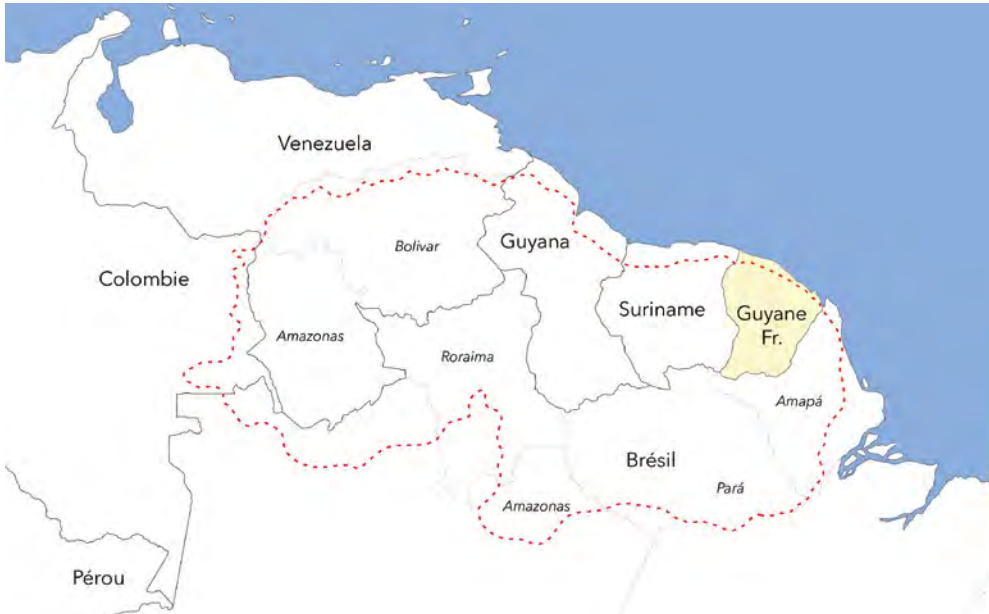 Venezuela
Bolivar
Guyana
Colombie
Suriname
Guyane
Fr.
Amazonas
Roraima
Amapá
Brésil
Pará
Amazonas
Pérou